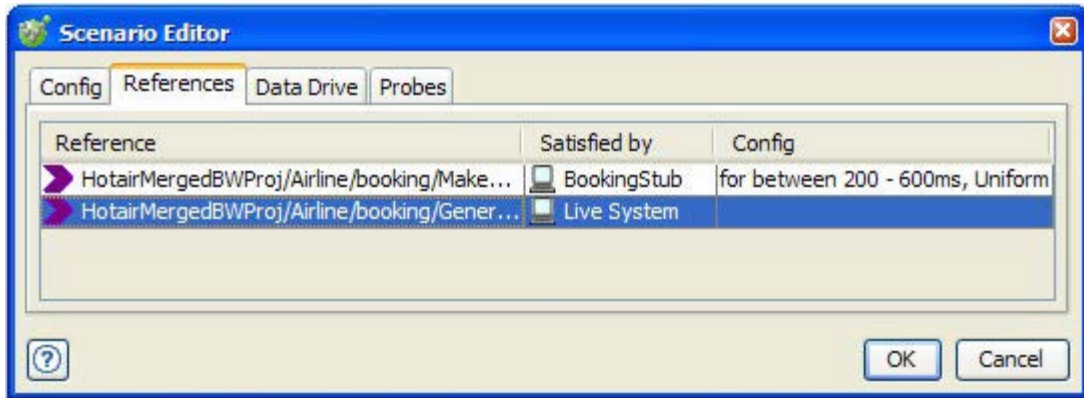 Scenario Editor
Config References Data Drive Probes
Reference Satisfied by Config
HotairMergedBWProj/Airline/booking/Make... BookingStub for between 200 - 600ms, Uniform
HotairMergedBWProj/Airline/booking/Gener... Live System
? OK Cancel